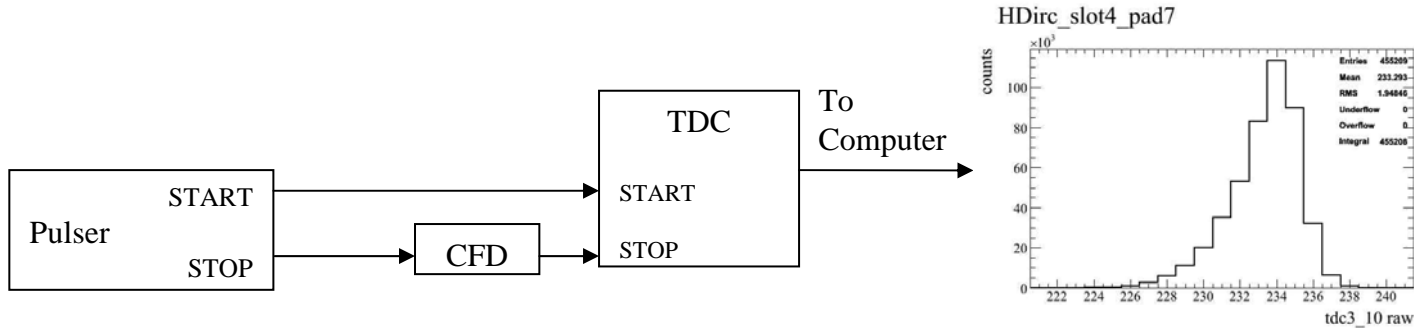 Pulser
START
STOP
CFD
TDC
START
STOP
To
Computer
HDirc_slot4_pad7
×10³
counts
100
80
60
40
20
0
Entries 455209
Mean 233.293
RMS 1.94846
Underflow 0
Overflow 0
Integral 455208
222 224 226 228 230 232 234 236 238 240
tdc3_10 raw